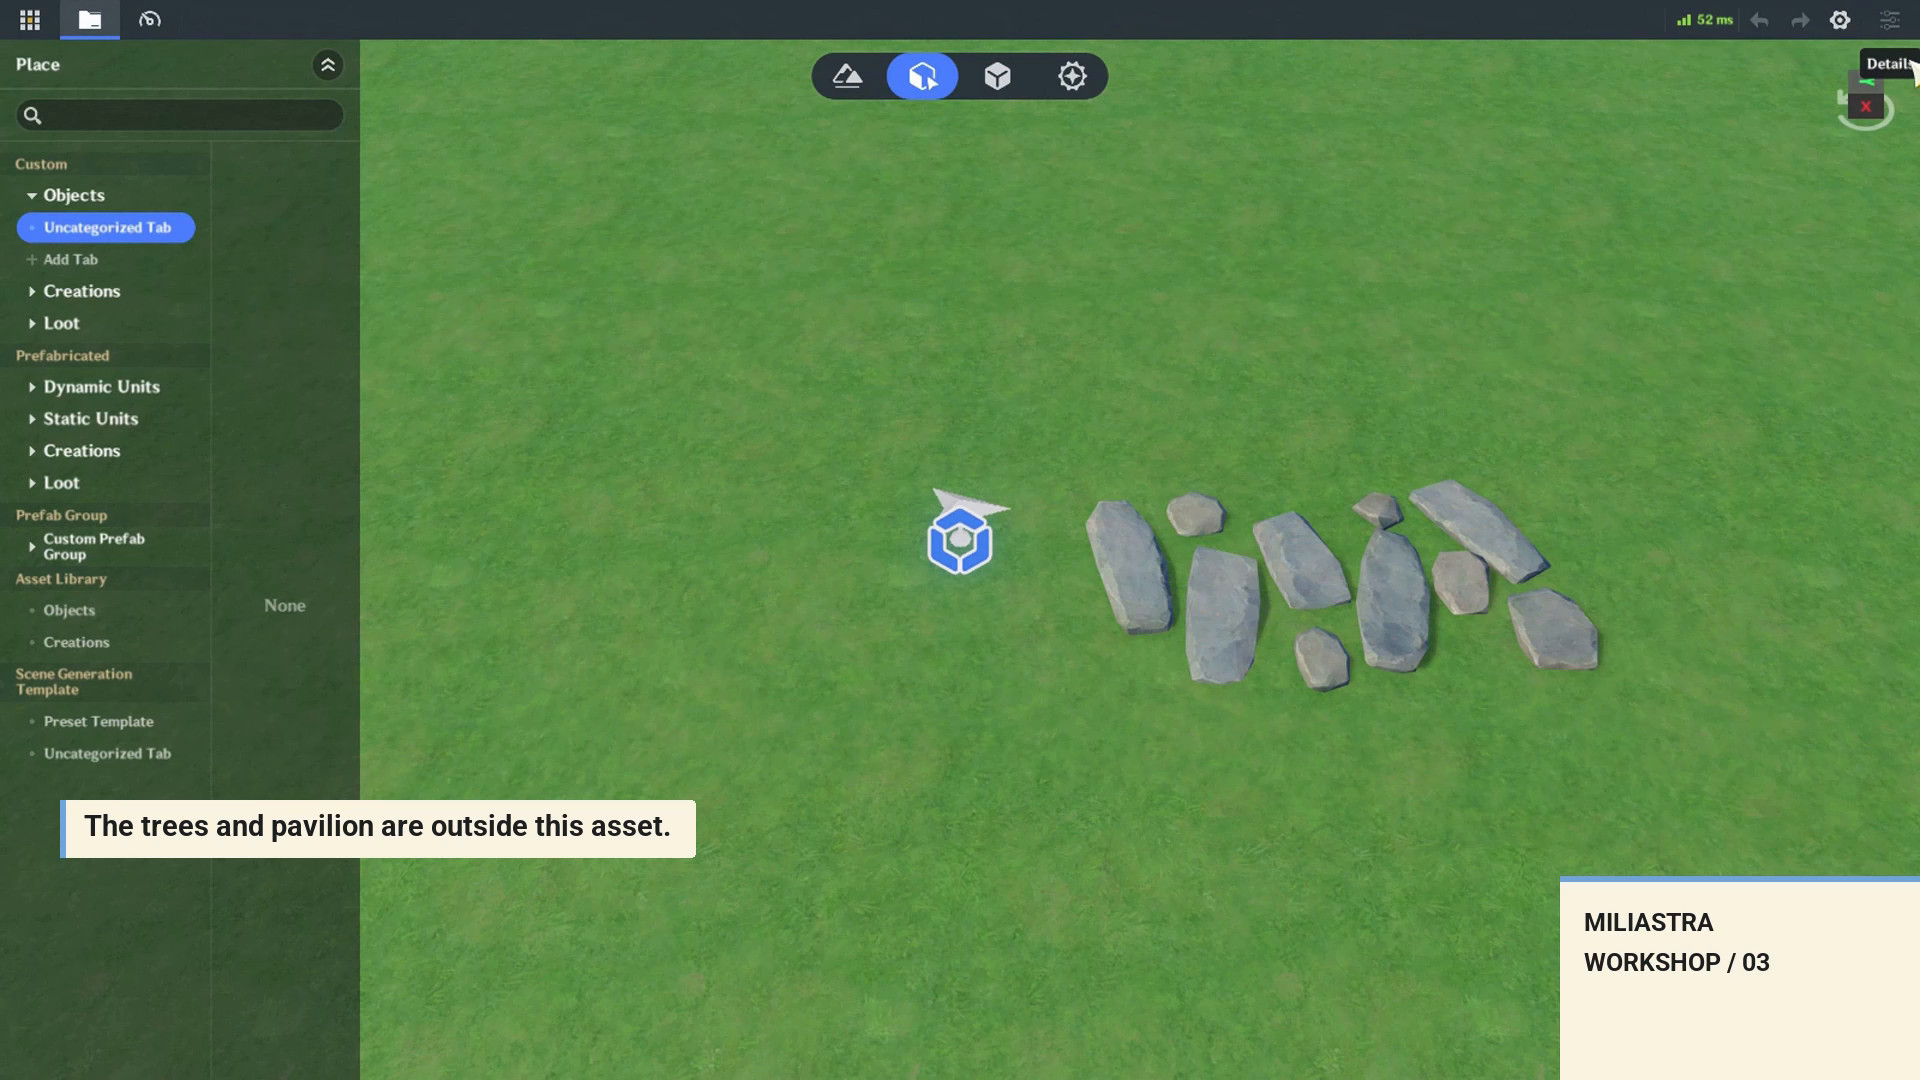 52 ms
Place
Details
Custom
Objects
Uncategorized Tab
Add Tab
Creations
Loot
Prefabricated
Dynamic Units
Static Units
Creations
Loot
Prefab Group
Custom Prefab
Group
Asset Library
Objects
Creations
None
Scene Generation
Template
Preset Template
Uncategorized Tab
The trees and pavilion are outside this asset.
MILIASTRA
WORKSHOP / 03